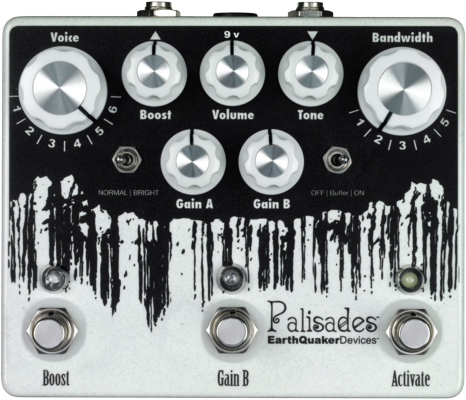 Voice
9 v
Bandwidth
1 2 3 4 5 6
Boost
Volume
Tone
1 2 3 4 5
NORMAL | BRIGHT
Gain A
Gain B
OFF | Buffer | ON
Palisades
EarthQuakerDevices
Boost
Gain B
Activate